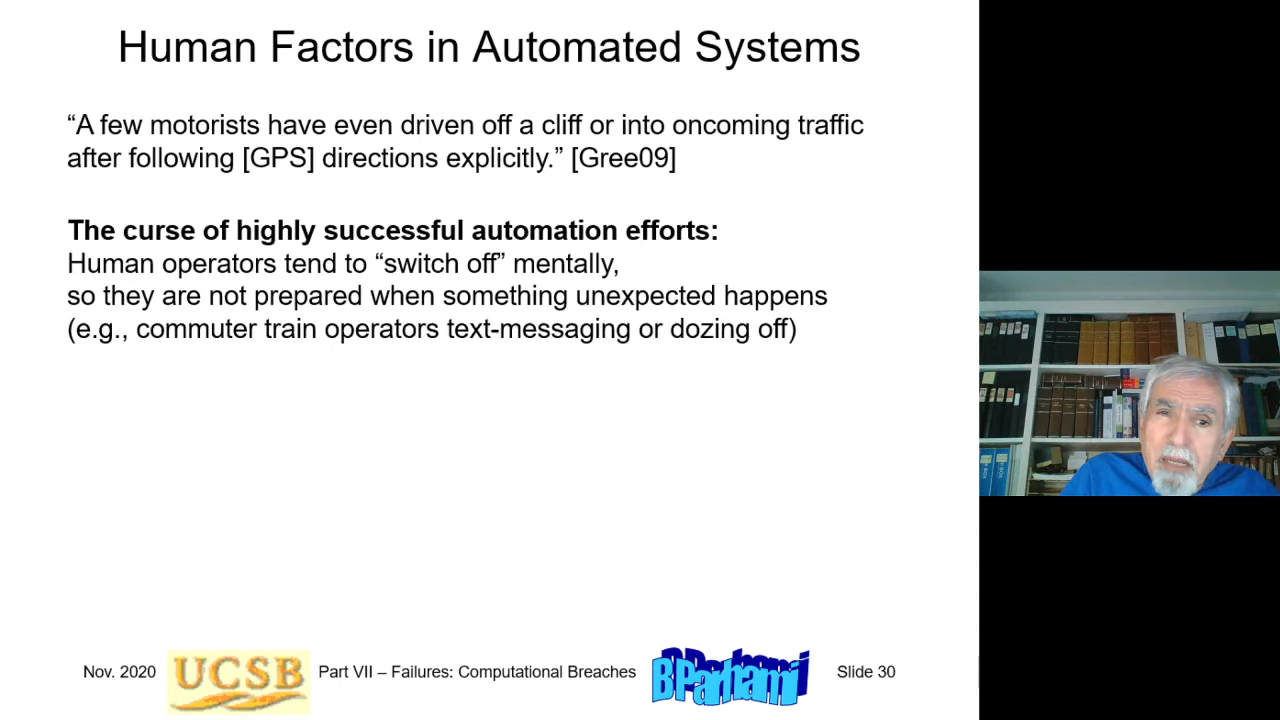 Human Factors in Automated Systems
“A few motorists have even driven off a cliff or into oncoming traffic
after following [GPS] directions explicitly.” [Gree09]
The curse of highly successful automation efforts:
Human operators tend to “switch off” mentally,
so they are not prepared when something unexpected happens
(e.g., commuter train operators text-messaging or dozing off)
Nov. 2020
UCSB
Part VII – Failures: Computational Breaches
B Parhami
Slide 30